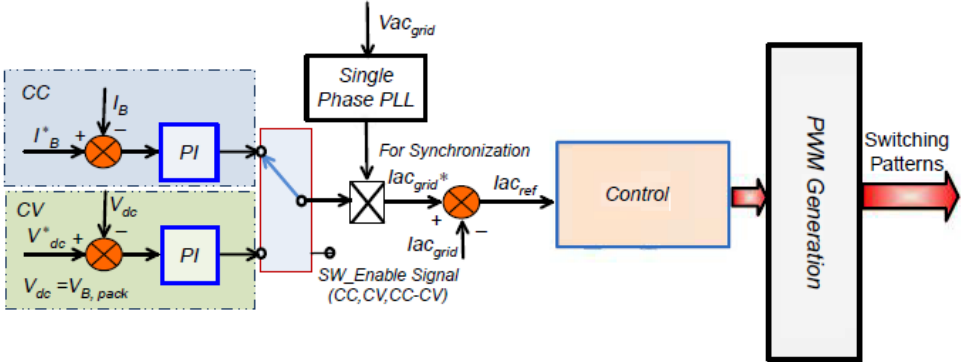 Vac_grid
Single
Phase PLL
CC
I_B
I*_B
+
−
PI
For Synchronization
Iac_grid*
Iac_ref
+
−
Iac_grid
Control
PWM Generation
Switching
Patterns
CV
V_dc
V*_dc
+
−
PI
V_dc =V_B, pack
SW_Enable Signal
(CC,CV,CC-CV)